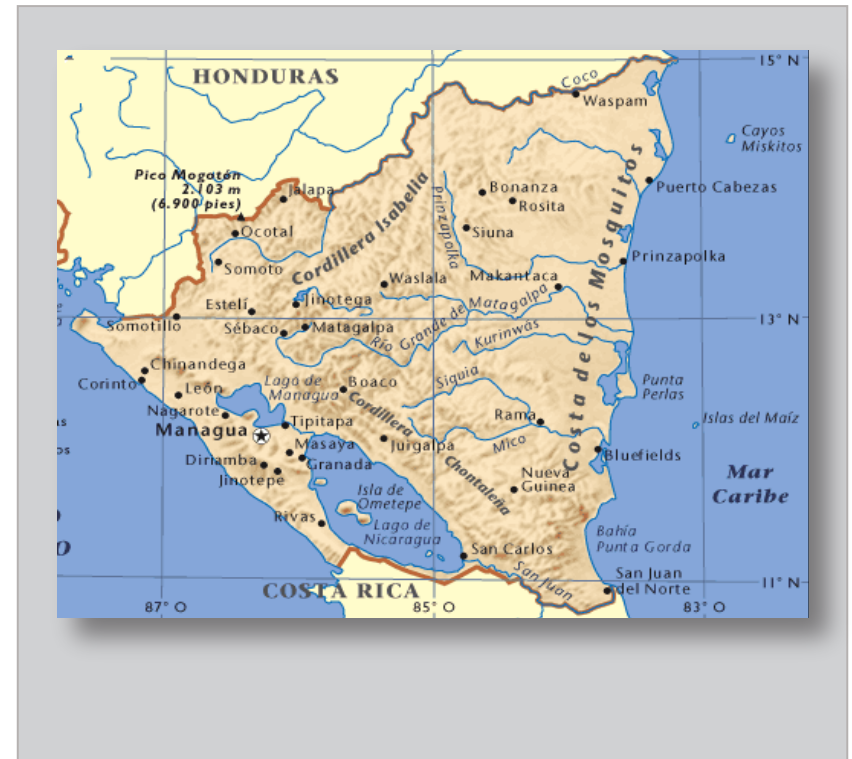 15° N
HONDURAS
Coco
Waspam
Cayos
Miskitos
Pico Mogotón
2.103 m
(6.900 pies)
Jalapa
Bonanza
Rosita
Puerto Cabezas
Ocotal
Cordillera Isabelia
Prinzapolka
Siuna
Costa de los Mosquitos
Somoto
Prinzapolka
Waslala
Makantaca
Estelí
Jinotega
Somotillo
Sébaco
Matagalpa
Río Grande de Matagalpa
13° N
Kurinwás
Chinandega
Corinto
León
Lago de
Managua
Boaco
Siquia
Punta
Perlas
Nagarote
Cordillera
Chontaleña
Rama
Islas del Maíz
Managua
Tipitapa
Masaya
Juigalpa
Mico
Bluefields
Diriamba
Granada
Jinotepe
Nueva
Guinea
Mar
Caribe
Isla de
Ometepe
Rivas
Lago de
Nicaragua
Bahía
Punta Gorda
San Carlos
San Juan
San Juan
del Norte
11° N
COSTA RICA
87° O
85° O
83° O